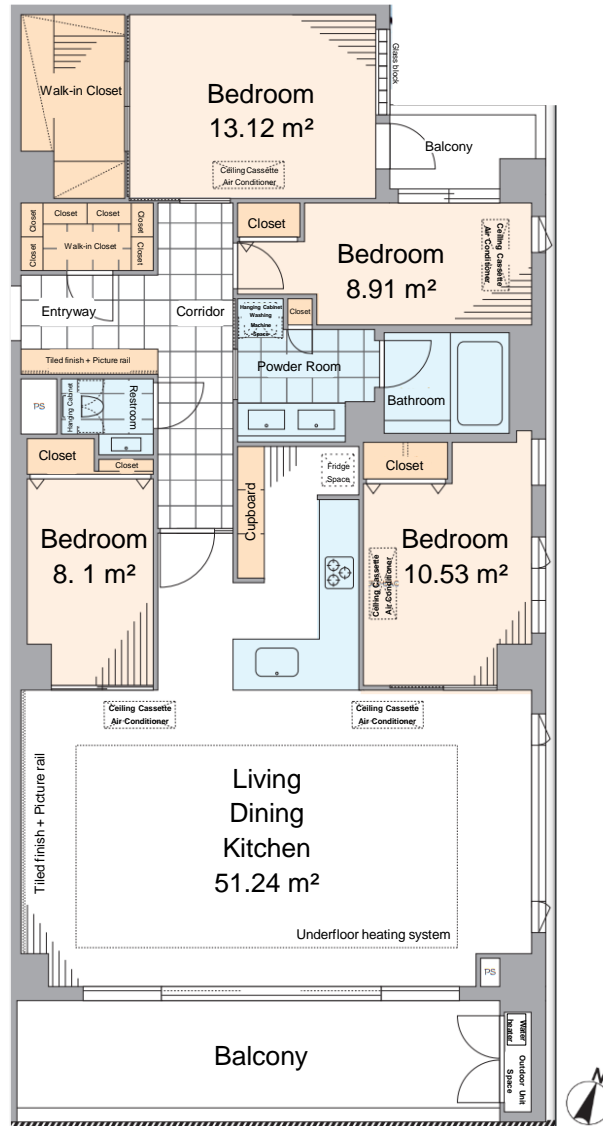 Walk-in Closet
Bedroom
13.12 m²
Ceiling Cassette
Air Conditioner
Glass block
Balcony
Closet
Closet
Closet
Closet
Walk-in Closet
Closet
Closet
Closet
Bedroom
8.91 m²
Ceiling Cassette
Air Conditioner
Entryway
Corridor
Hanging Cabinet
Washing
Machine
Space
Closet
Powder Room
Tiled finish + Picture rail
Bathroom
PS
Hanging Cabinet
Restroom
Closet
Closet
Cupboard
Fridge
Space
Closet
Bedroom
8. 1 m²
Bedroom
10.53 m²
Ceiling Cassette
Air Conditioner
Ceiling Cassette
Air Conditioner
Ceiling Cassette
Air Conditioner
Tiled finish + Picture rail
Living
Dining
Kitchen
51.24 m²
Underfloor heating system
PS
Balcony
Water
heater
Outdoor Unit
Space
N